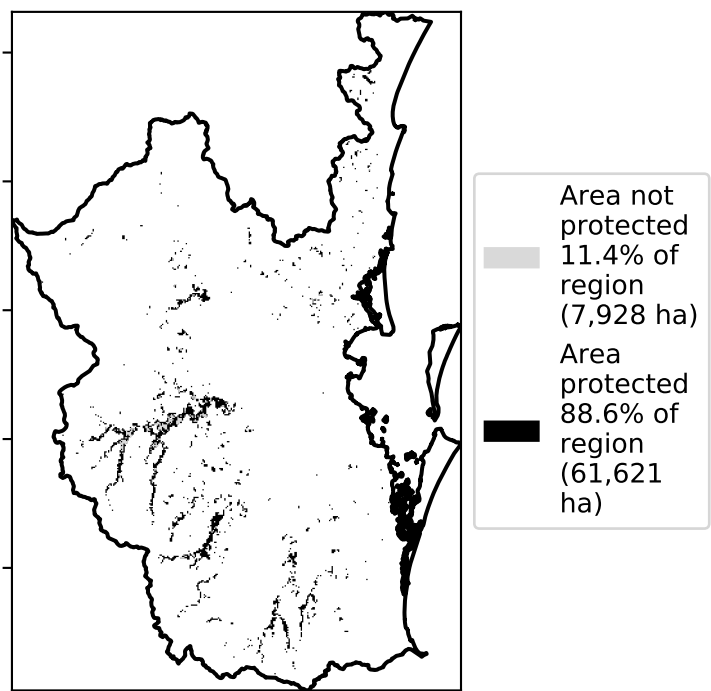 Area not
protected
11.4% of
region
(7,928 ha)
Area
protected
88.6% of
region
(61,621
ha)